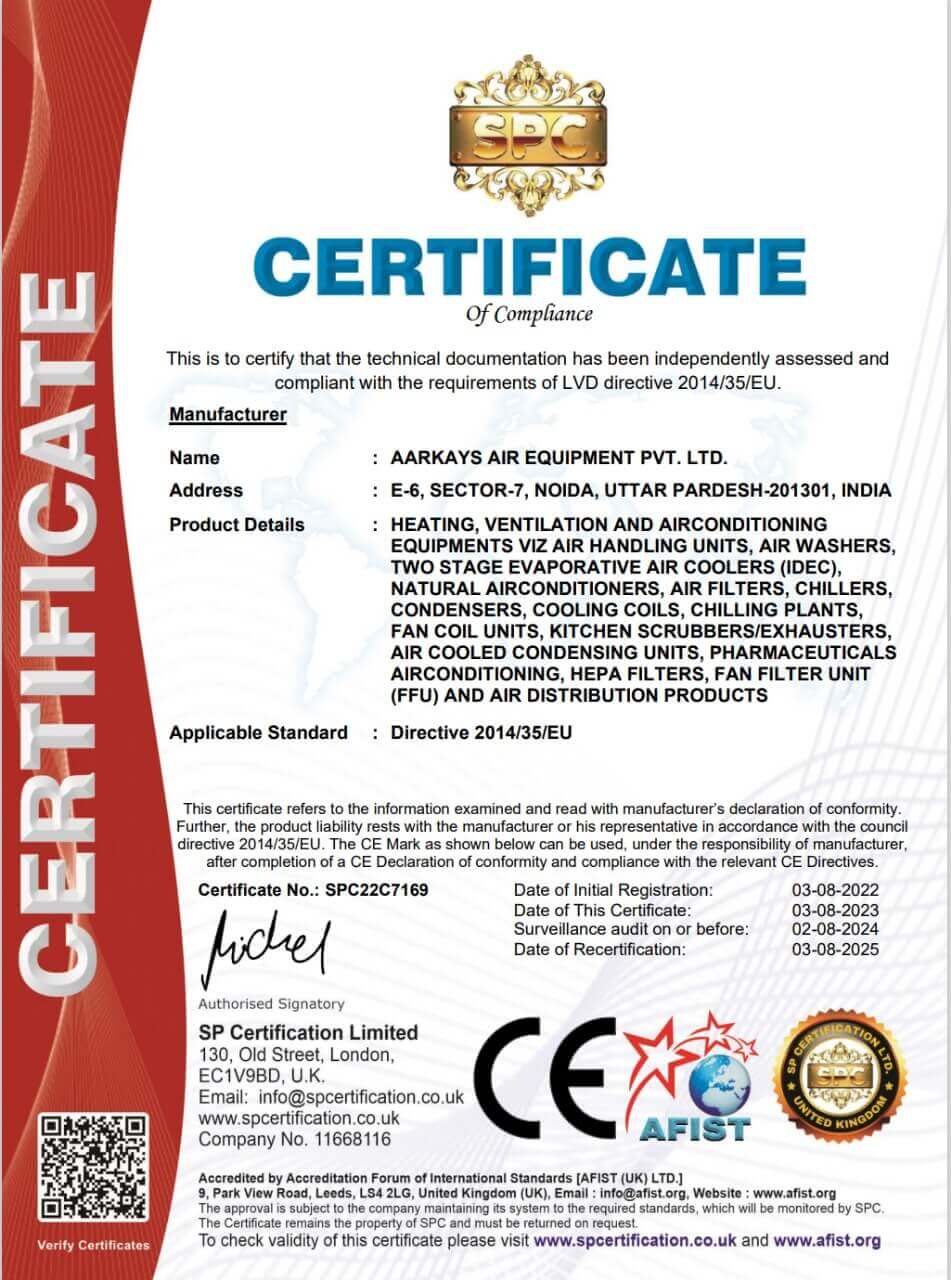 SPC
CERTIFICATE
Of Compliance
This is to certify that the technical documentation has been independently assessed and
compliant with the requirements of LVD directive 2014/35/EU.
Manufacturer
Name : AARKAYS AIR EQUIPMENT PVT. LTD.
Address : E-6, SECTOR-7, NOIDA, UTTAR PARDESH-201301, INDIA
Product Details : HEATING, VENTILATION AND AIRCONDITIONING
EQUIPMENTS VIZ AIR HANDLING UNITS, AIR WASHERS,
TWO STAGE EVAPORATIVE AIR COOLERS (IDEC),
NATURAL AIRCONDITIONERS, AIR FILTERS, CHILLERS,
CONDENSERS, COOLING COILS, CHILLING PLANTS,
FAN COIL UNITS, KITCHEN SCRUBBERS/EXHAUSTERS,
AIR COOLED CONDENSING UNITS, PHARMACEUTICALS
AIRCONDITIONING, HEPA FILTERS, FAN FILTER UNIT
(FFU) AND AIR DISTRIBUTION PRODUCTS
Applicable Standard : Directive 2014/35/EU
This certificate refers to the information examined and read with manufacturer's declaration of conformity.
Further, the product liability rests with the manufacturer or his representative in accordance with the council
directive 2014/35/EU. The CE Mark as shown below can be used, under the responsibility of manufacturer,
after completion of a CE Declaration of conformity and compliance with the relevant CE Directives.
Certificate No.: SPC22C7169
Date of Initial Registration: 03-08-2022
Date of This Certificate: 03-08-2023
Surveillance audit on or before: 02-08-2024
Date of Recertification: 03-08-2025
Authorised Signatory
SP Certification Limited
130, Old Street, London,
EC1V9BD, U.K.
Email: info@spcertification.co.uk
www.spcertification.co.uk
Company No. 11668116
CE
AFIST
SP CERTIFICATION LTD.
SPC
UNITED KINGDOM
Accredited by Accreditation Forum of International Standards [AFIST (UK) LTD.]
9, Park View Road, Leeds, LS4 2LG, United Kingdom (UK), Email : info@afist.org, Website : www.afist.org
The approval is subject to the company maintaining its system to the required standards, which will be monitored by SPC.
The Certificate remains the property of SPC and must be returned on request.
To check validity of this certificate please visit www.spcertification.co.uk and www.afist.org
CERTIFICATE
Verify Certificates